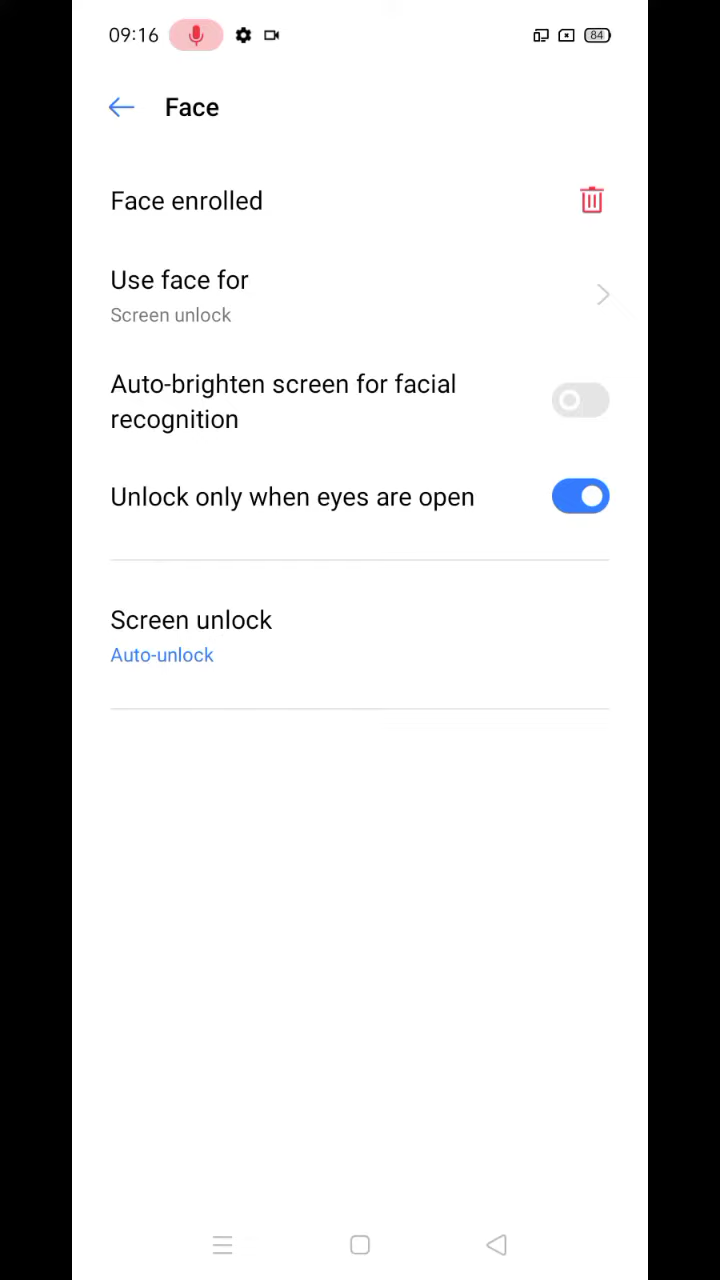 09:16
84
Face
Face enrolled
Use face for
Screen unlock
Auto-brighten screen for facial
recognition
Unlock only when eyes are open
Screen unlock
Auto-unlock